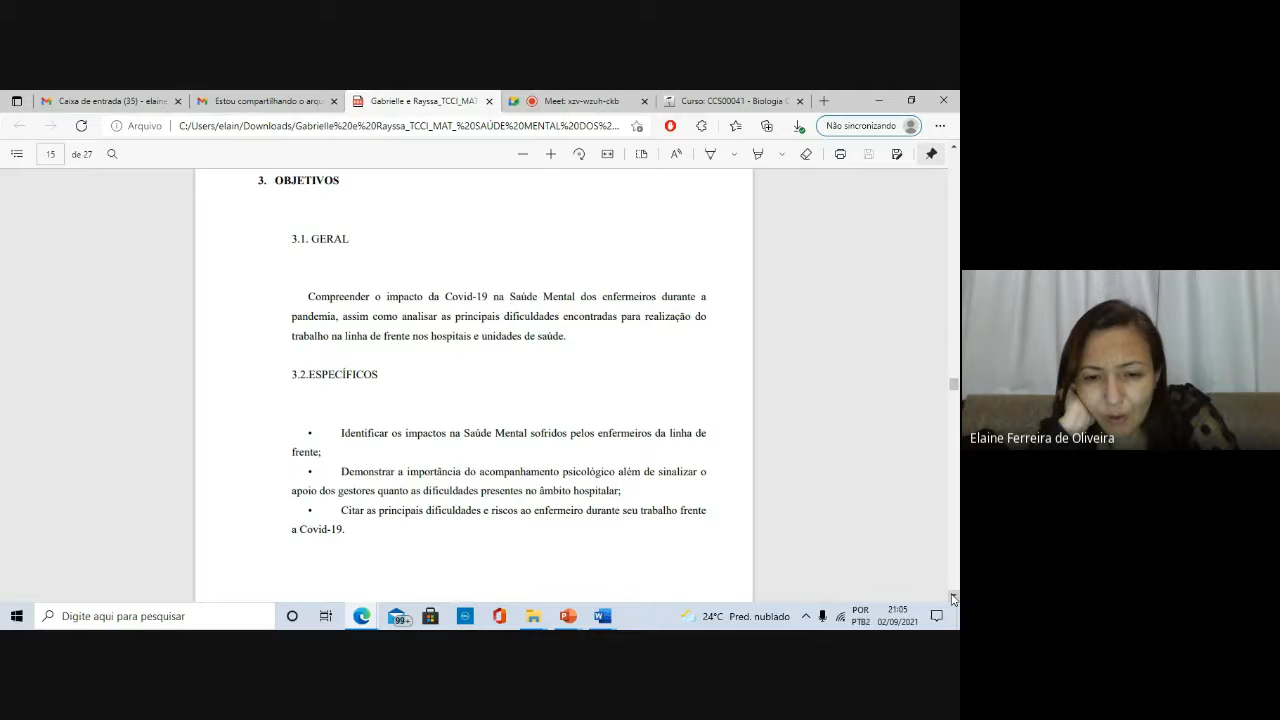 Caixa de entrada (35) - elaine
Estou compartilhando o arqu
Gabrielle e Rayssa_TCCI_MAT
Meet: xzv-wzuh-ckb
Curso: CCS00041 - Biologia C
Arquivo
C:/Users/elain/Downloads/Gabrielle%20e%20Rayssa_TCCI_MAT_%20SAÚDE%20MENTAL%20DOS%2...
Não sincronizando
15
de 27
3. OBJETIVOS
3.1. GERAL
Compreender o impacto da Covid-19 na Saúde Mental dos enfermeiros durante a
pandemia, assim como analisar as principais dificuldades encontradas para realização do
trabalho na linha de frente nos hospitais e unidades de saúde.
3.2.ESPECÍFICOS
• Identificar os impactos na Saúde Mental sofridos pelos enfermeiros da linha de
frente;
• Demonstrar a importância do acompanhamento psicológico além de sinalizar o
apoio dos gestores quanto as dificuldades presentes no âmbito hospitalar;
• Citar as principais dificuldades e riscos ao enfermeiro durante seu trabalho frente
a Covid-19.
Elaine Ferreira de Oliveira
Digite aqui para pesquisar
99+
24°C Pred. nublado
POR
PTB2
21:05
02/09/2021